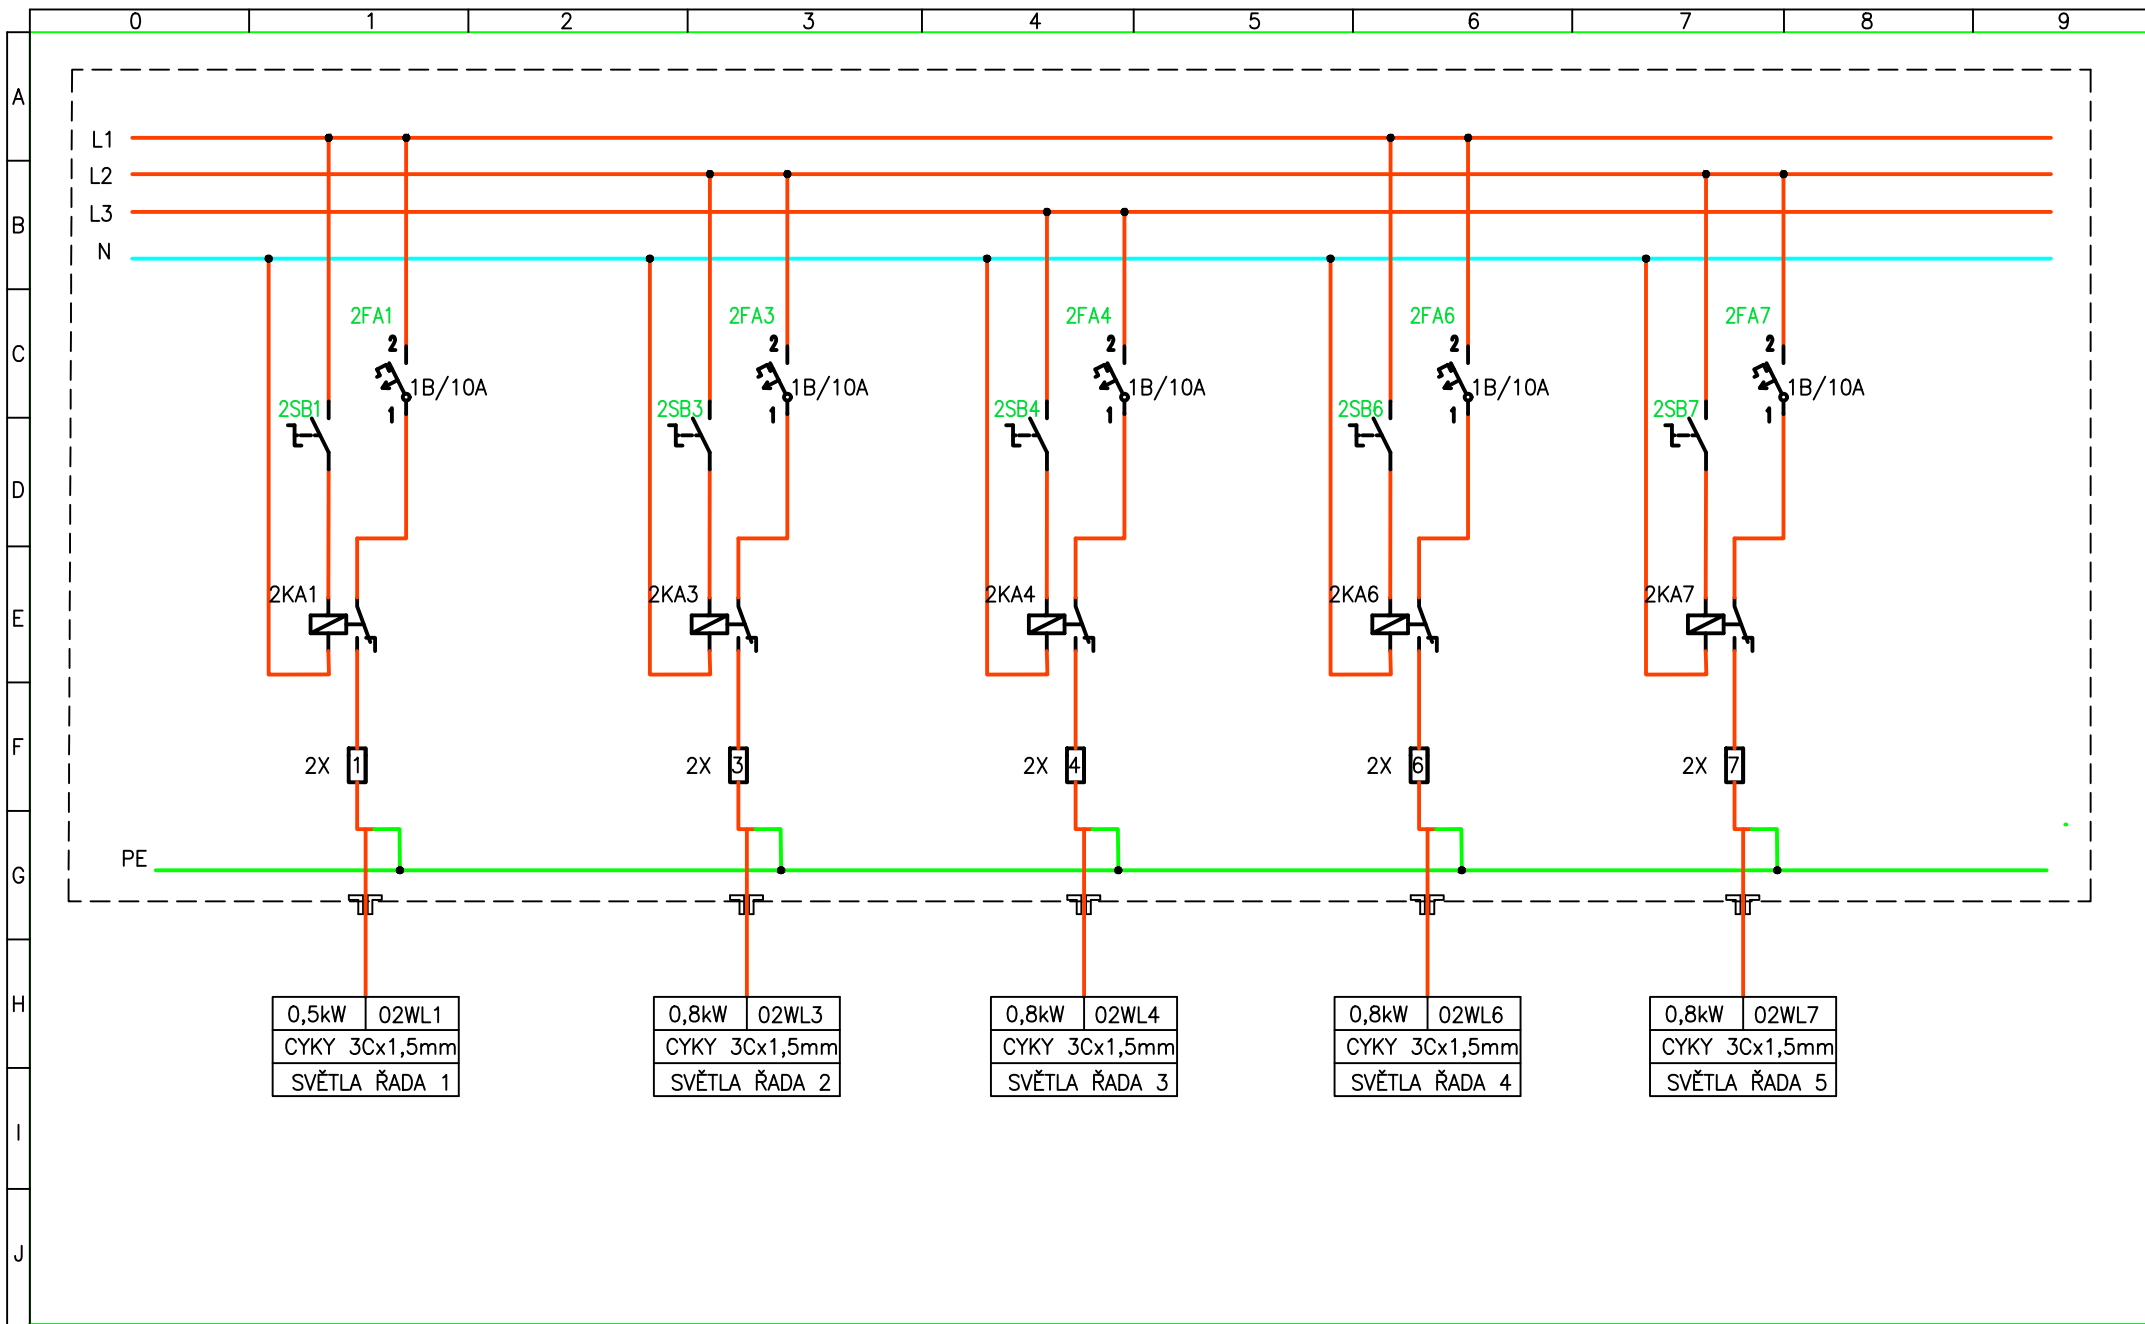 0 1 2 3 4 5 6 7 8 9
A
L1
L2
B
L3
N
2FA1 2FA3 2FA4 2FA6 2FA7
2 2 2 2 2
C
1B/10A 1B/10A 1B/10A 1B/10A 1B/10A
2SB1 1 2SB3 1 2SB4 1 2SB6 1 2SB7 1
D
2KA1 2KA3 2KA4 2KA6 2KA7
E
F
2X 1 2X 3 2X 4 2X 6 2X 7
PE
G
H
0,5kW 02WL1 0,8kW 02WL3 0,8kW 02WL4 0,8kW 02WL6 0,8kW 02WL7
CYKY 3Cx1,5mm CYKY 3Cx1,5mm CYKY 3Cx1,5mm CYKY 3Cx1,5mm CYKY 3Cx1,5mm
SVĚTLA ŘADA 1 SVĚTLA ŘADA 2 SVĚTLA ŘADA 3 SVĚTLA ŘADA 4 SVĚTLA ŘADA 5
I
J